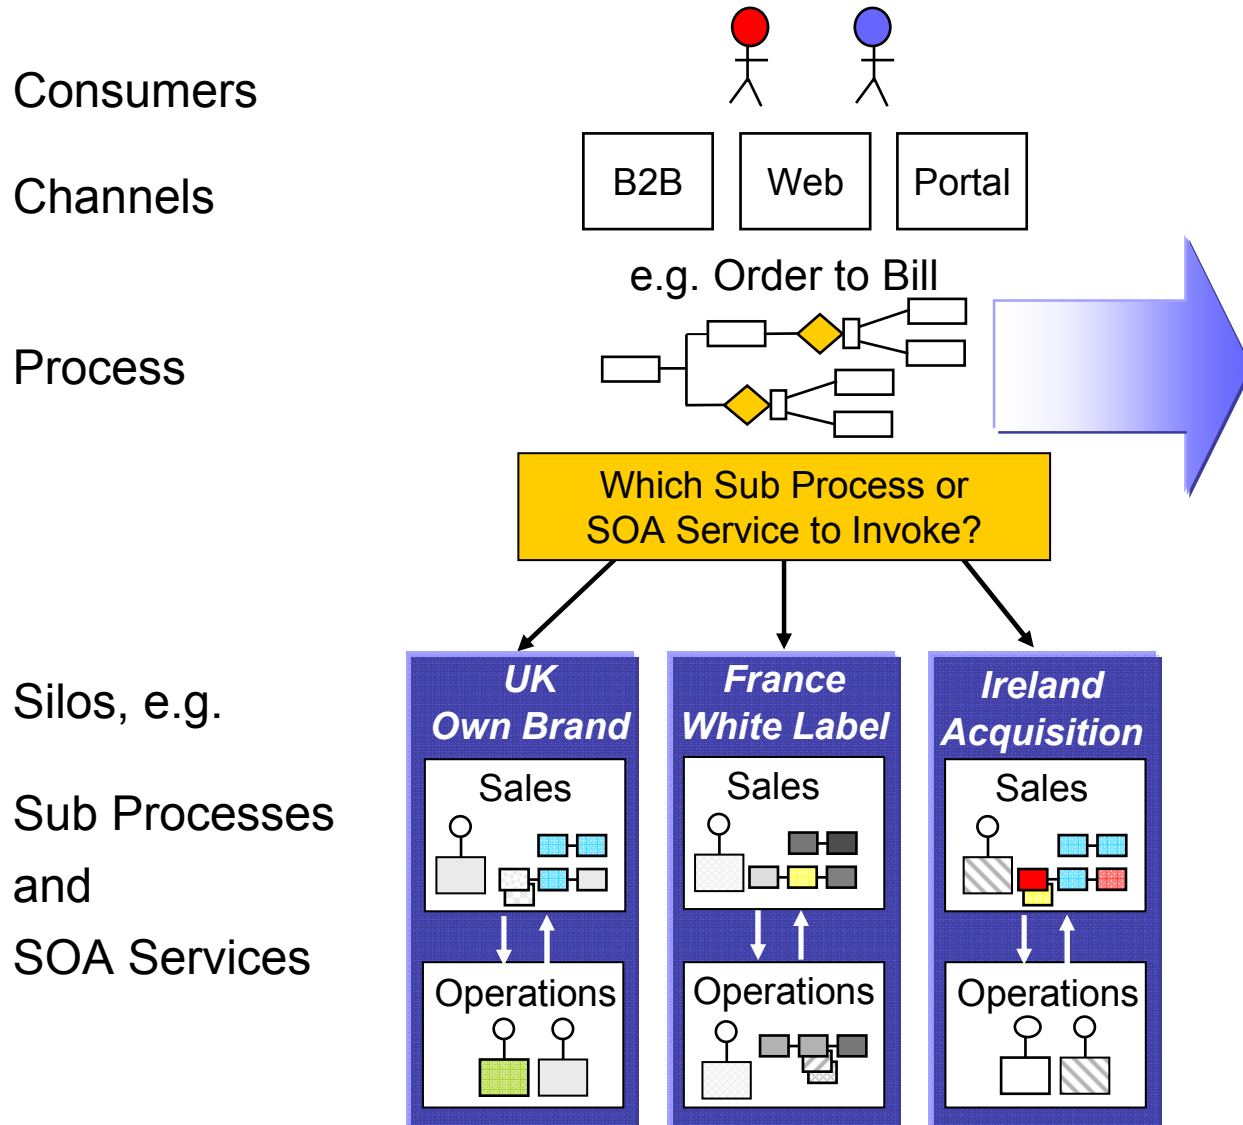 Consumers
Channels
B2B
Web
Portal
e.g. Order to Bill
Process
Which Sub Process or
SOA Service to Invoke?
Silos, e.g.
UK
Own Brand
France
White Label
Ireland
Acquisition
Sub Processes
and
SOA Services
Sales
Sales
Sales
Operations
Operations
Operations